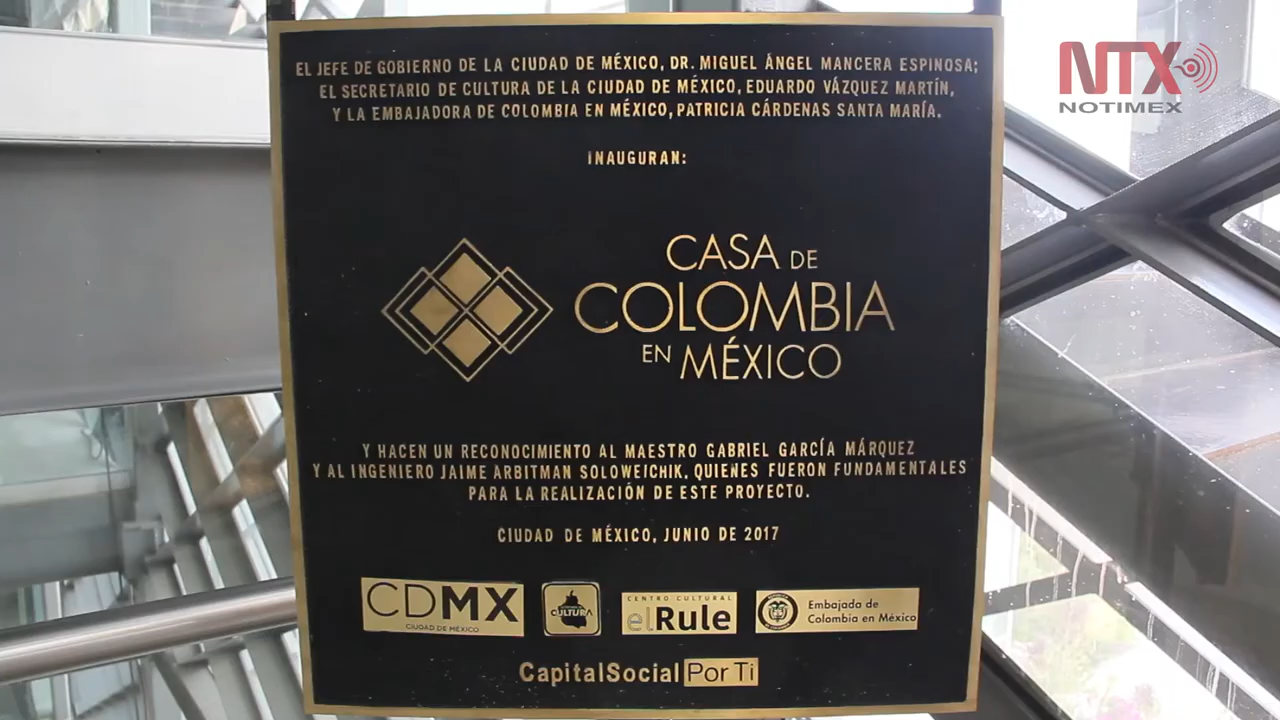 EL JEFE DE GOBIERNO DE LA CIUDAD DE MÉXICO, DR. MIGUEL ÁNGEL MANCERA ESPINOSA;
EL SECRETARIO DE CULTURA DE LA CIUDAD DE MÉXICO, EDUARDO VÁZQUEZ MARTÍN,
Y LA EMBAJADORA DE COLOMBIA EN MÉXICO, PATRICIA CÁRDENAS SANTA MARÍA.
NTX
NOTIMEX
INAUGURAN:
CASA DE
COLOMBIA
EN MÉXICO
Y HACEN UN RECONOCIMIENTO AL MAESTRO GABRIEL GARCÍA MÁRQUEZ
Y AL INGENIERO JAIME ARBITMAN SOLOWEICHIK, QUIENES FUERON FUNDAMENTALES
PARA LA REALIZACIÓN DE ESTE PROYECTO.
CIUDAD DE MÉXICO, JUNIO DE 2017
CDMX
CIUDAD DE MÉXICO
CULTURA
CENTRO CULTURAL
elRule
Embajada de
Colombia en México
CapitalSocial Por Ti